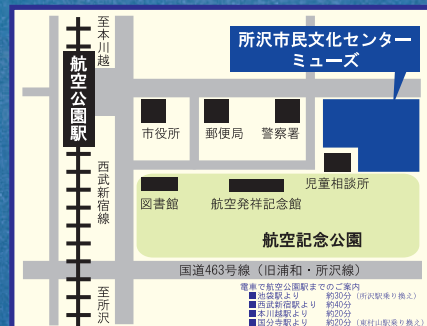 至本川越
所沢市民文化センター
ミューズ
航空公園駅
市役所
郵便局
警察署
西武新宿線
図書館
航空発祥記念館
児童相談所
航空記念公園
国道463号線（旧浦和・所沢線）
至所沢
電車で航空公園駅までのご案内
■池袋駅より 約30分（所沢駅乗り換え）
■西武新宿駅より 約40分
■本川越駅より 約20分
■国分寺駅より 約20分（東村山駅乗り換え）